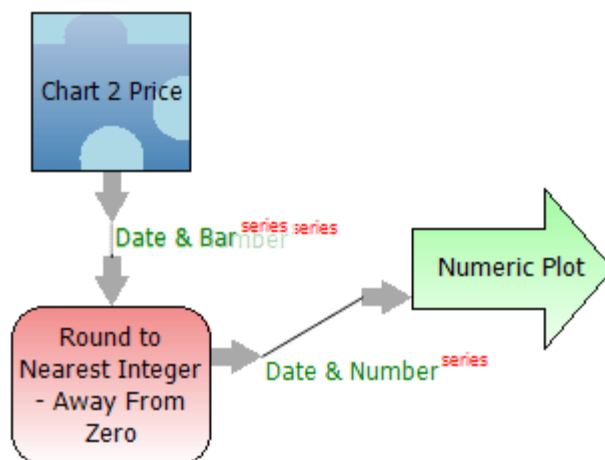 Chart 2 Price
Date & Bar series series
Number
Round to
Nearest Integer
- Away From
Zero
Numeric Plot
Date & Number series